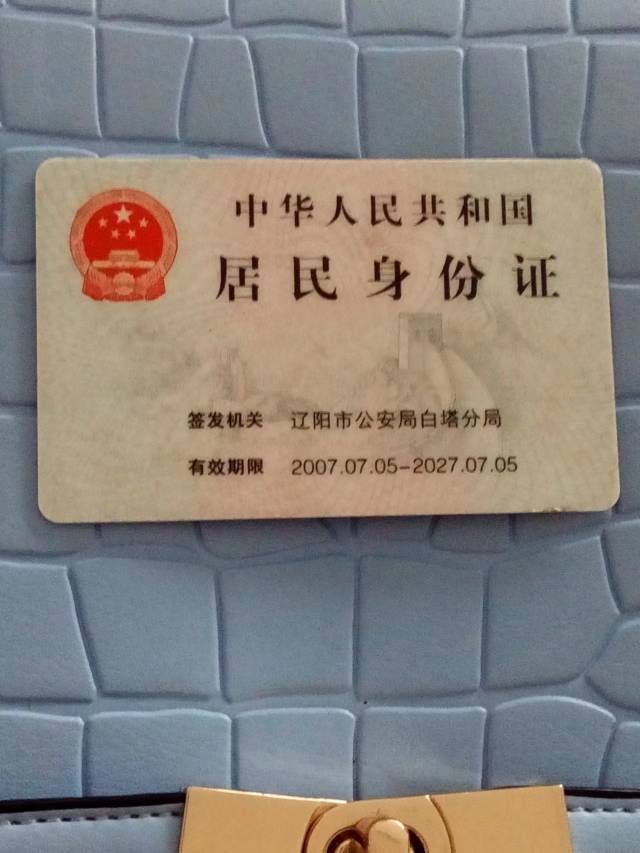 中华人民共和国
居民身份证
签发机关 辽阳市公安局白塔分局
有效期限 2007.07.05-2027.07.05